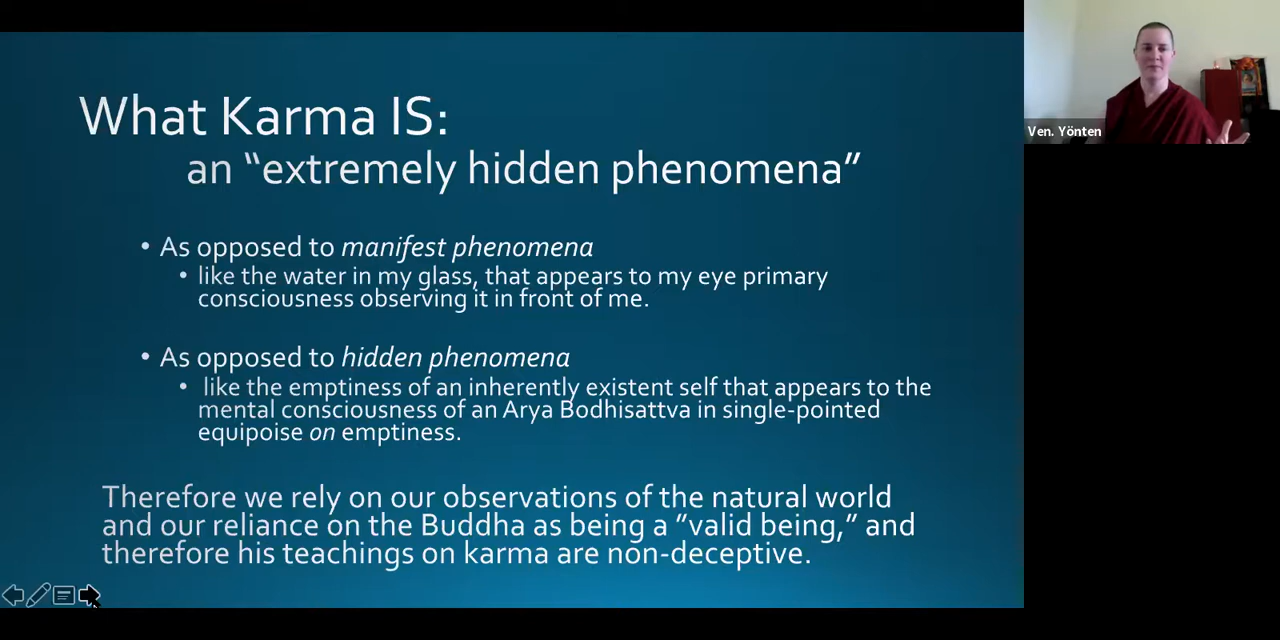 What Karma IS:
an “extremely hidden phenomena”
• As opposed to manifest phenomena
• like the water in my glass, that appears to my eye primary
consciousness observing it in front of me.
• As opposed to hidden phenomena
• like the emptiness of an inherently existent self that appears to the
mental consciousness of an Arya Bodhisattva in single-pointed
equipoise on emptiness.
Therefore we rely on our observations of the natural world
and our reliance on the Buddha as being a ”valid being,” and
therefore his teachings on karma are non-deceptive.
Ven. Yönten